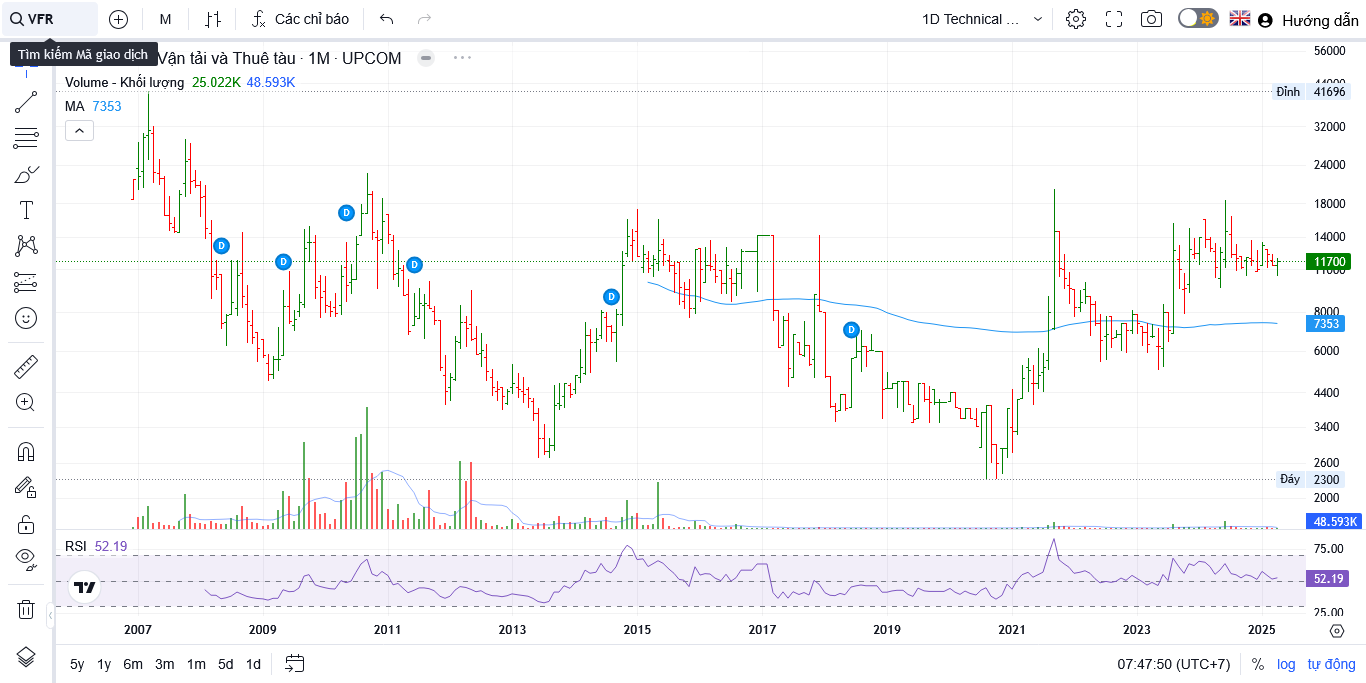 VFR
M
Các chỉ báo
1D Technical ...
Hướng dẫn
Tìm kiếm Mã giao dịch
Vận tải và Thuê tàu · 1M · UPCOM
Volume - Khối lượng 25.022K 48.593K
MA 7353
56000
44000
Đỉnh 41696
32000
24000
18000
14000
11700
11000
8000
7353
6000
4400
3400
2600
Đáy 2300
2000
48.593K
D
D
D
D
D
D
RSI 52.19
75.00
52.19
25.00
2007 2009 2011 2013 2015 2017 2019 2021 2023 2025
5y 1y 6m 3m 1m 5d 1d
07:47:50 (UTC+7) % log tự động